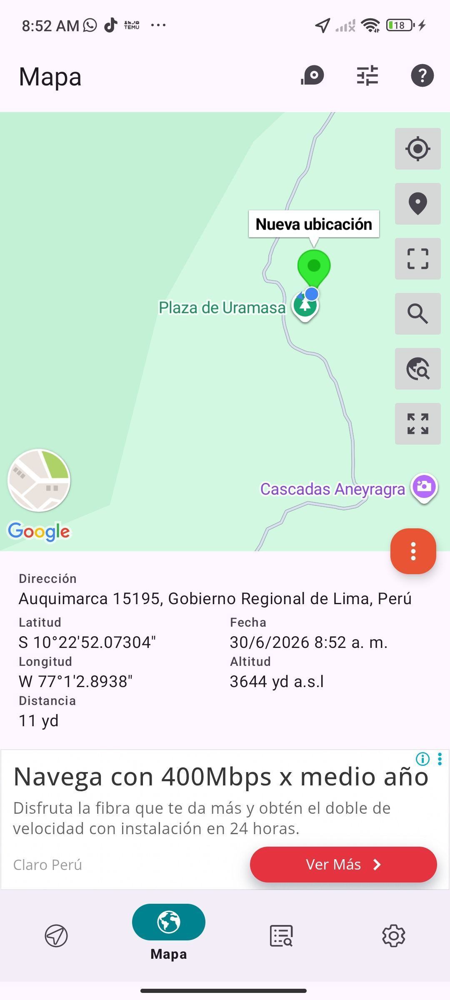 8:52 AM
TEMU
18
Mapa
Nueva ubicación
Plaza de Uramasa
Cascadas Aneyragra
Google
Dirección
Auquimarca 15195, Gobierno Regional de Lima, Perú
Latitud
Fecha
S 10°22'52.07304"
30/6/2026 8:52 a. m.
Longitud
Altitud
W 77°1'2.8938"
3644 yd a.s.l
Distancia
11 yd
Navega con 400Mbps x medio año
Disfruta la fibra que te da más y obtén el doble de
velocidad con instalación en 24 horas.
Claro Perú
Ver Más
Mapa